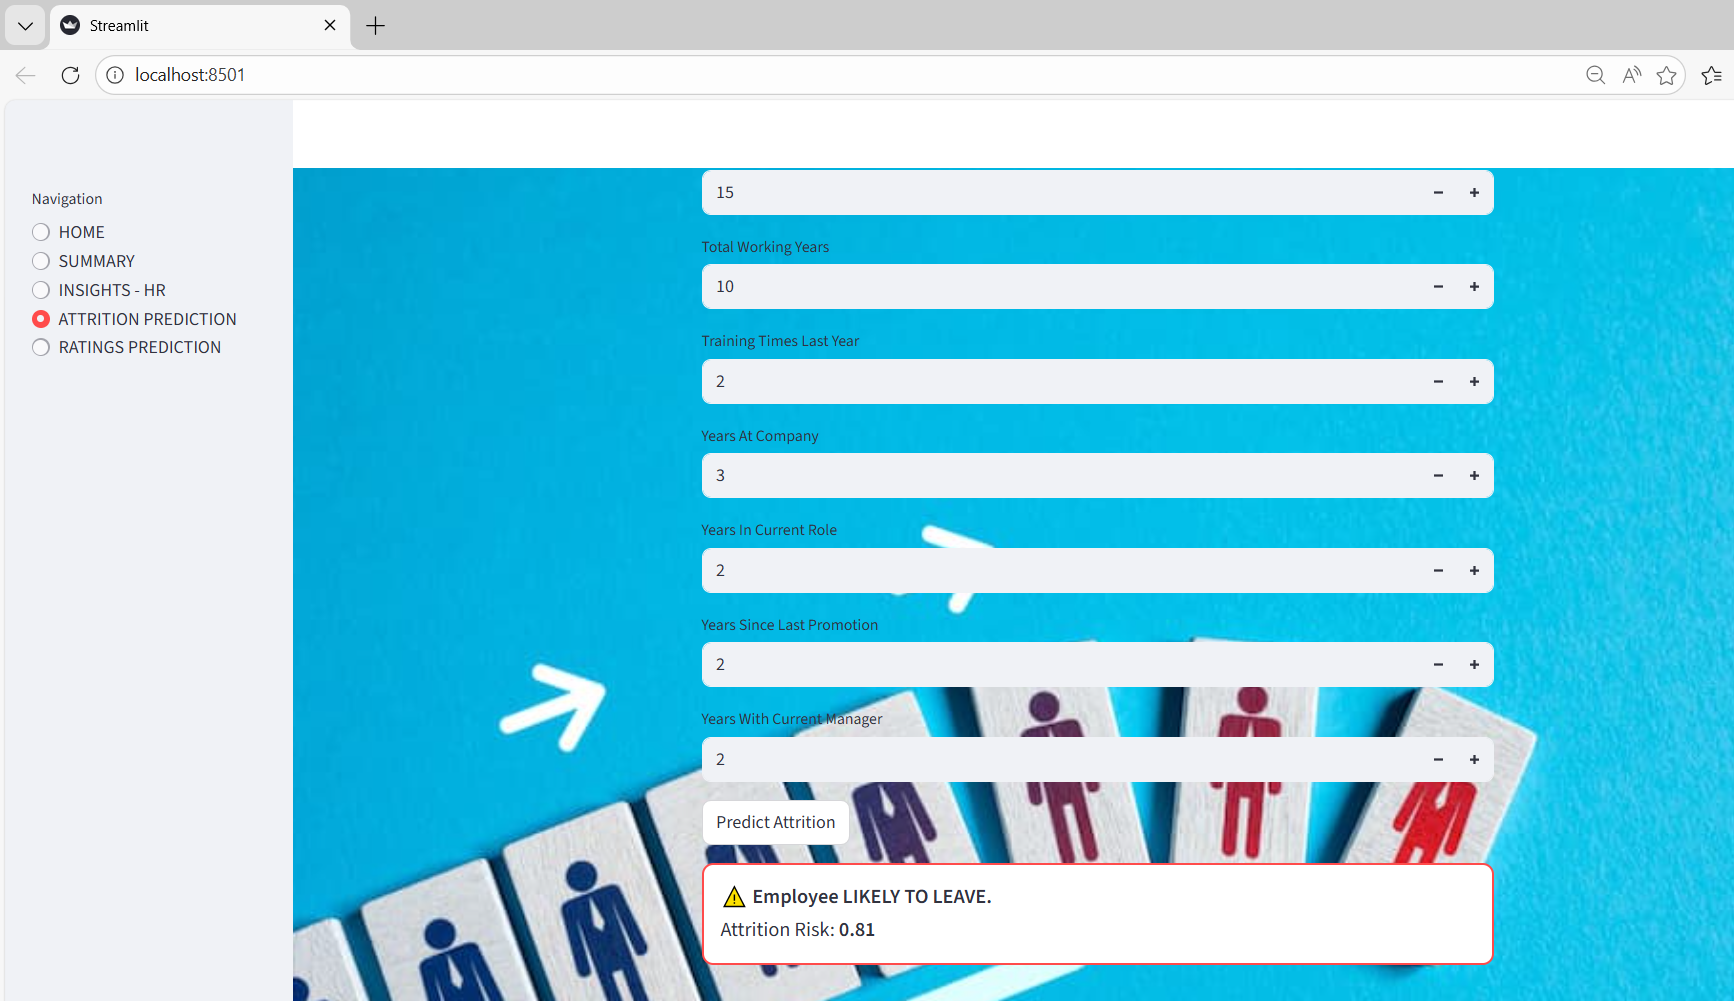 Streamlit
localhost:8501
Navigation
HOME
SUMMARY
INSIGHTS - HR
ATTRITION PREDICTION
RATINGS PREDICTION
15
Total Working Years
10
Training Times Last Year
2
Years At Company
3
Years In Current Role
2
Years Since Last Promotion
2
Years With Current Manager
2
Predict Attrition
Employee LIKELY TO LEAVE.
Attrition Risk: 0.81